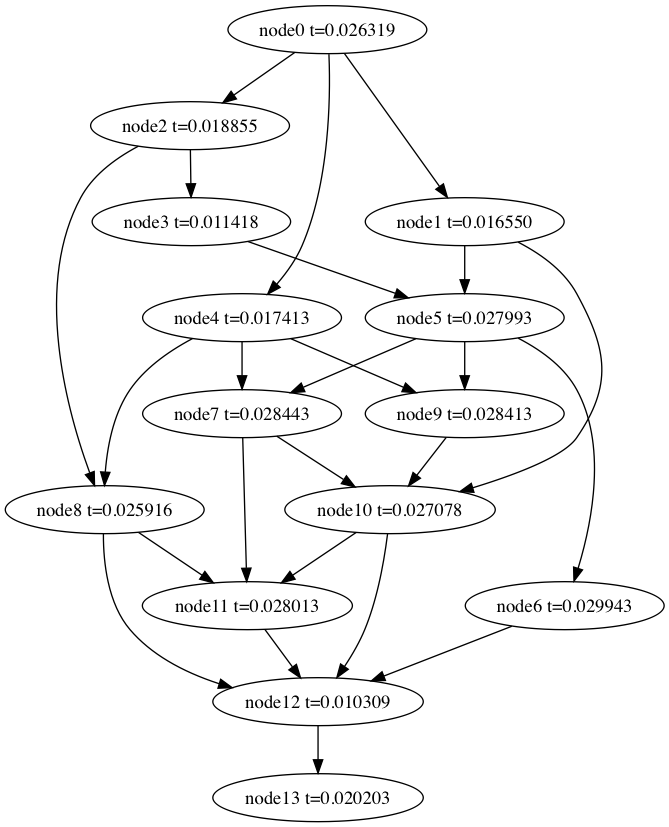 node0 t=0.026319
node2 t=0.018855
node3 t=0.011418
node1 t=0.016550
node4 t=0.017413
node5 t=0.027993
node7 t=0.028443
node9 t=0.028413
node8 t=0.025916
node10 t=0.027078
node11 t=0.028013
node6 t=0.029943
node12 t=0.010309
node13 t=0.020203